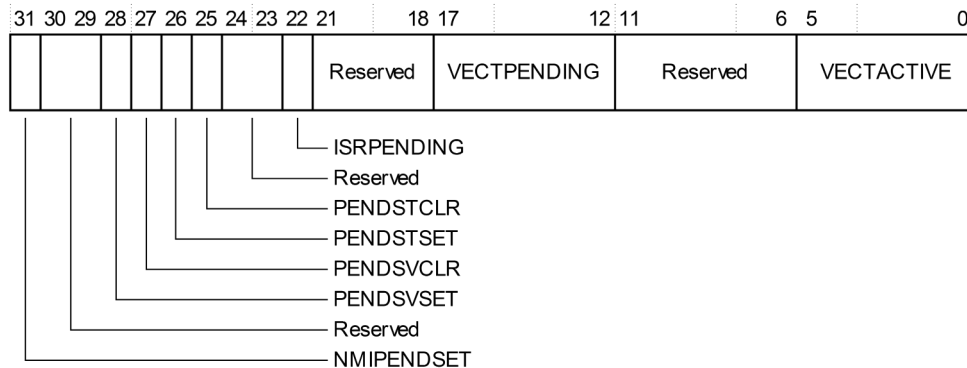 31 30 29 28 27 26 25 24 23 22 21 18 17 12 11 6 5 0
Reserved VECTPENDING Reserved VECTACTIVE
ISRPENDING
Reserved
PENDSTCLR
PENDSTSET
PENDSVCLR
PENDSVSET
Reserved
NMIPENDSET